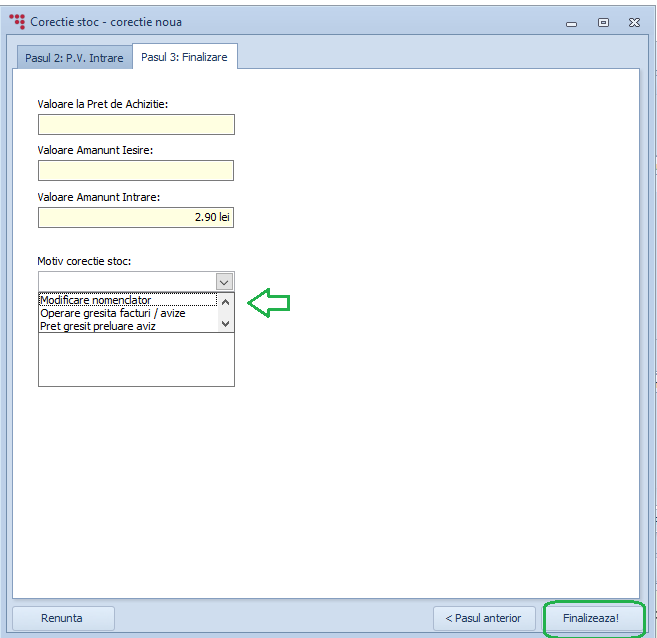 Corectie stoc - corectie noua
Pasul 2: P.V. Intrare
Pasul 3: Finalizare
Valoare la Pret de Achizitie:
Valoare Amanunt Iesire:
Valoare Amanunt Intrare:
2.90 lei
Motiv corectie stoc:
Modificare nomenclator
Operare gresita facturi / avize
Pret gresit preluare aviz
Renunta
< Pasul anterior
Finalizeaza!